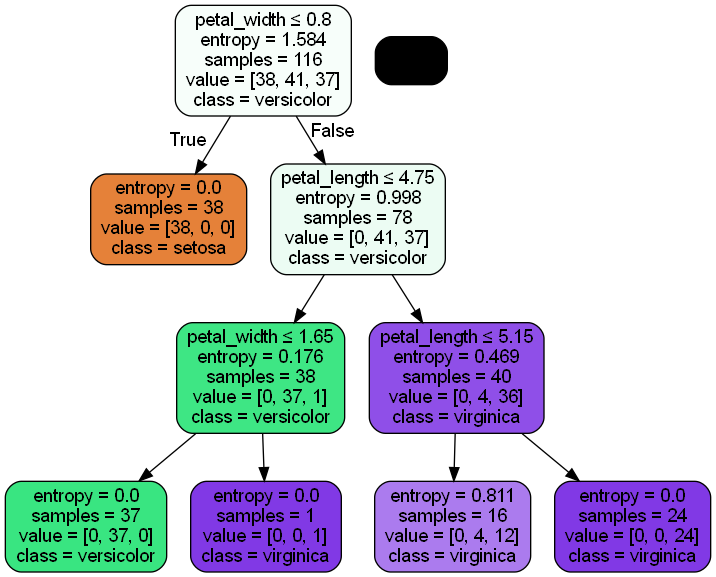 petal_width ≤ 0.8
entropy = 1.584
samples = 116
value = [38, 41, 37]
class = versicolor
True
False
entropy = 0.0
samples = 38
value = [38, 0, 0]
class = setosa
petal_length ≤ 4.75
entropy = 0.998
samples = 78
value = [0, 41, 37]
class = versicolor
petal_width ≤ 1.65
entropy = 0.176
samples = 38
value = [0, 37, 1]
class = versicolor
petal_length ≤ 5.15
entropy = 0.469
samples = 40
value = [0, 4, 36]
class = virginica
entropy = 0.0
samples = 37
value = [0, 37, 0]
class = versicolor
entropy = 0.0
samples = 1
value = [0, 0, 1]
class = virginica
entropy = 0.811
samples = 16
value = [0, 4, 12]
class = virginica
entropy = 0.0
samples = 24
value = [0, 0, 24]
class = virginica